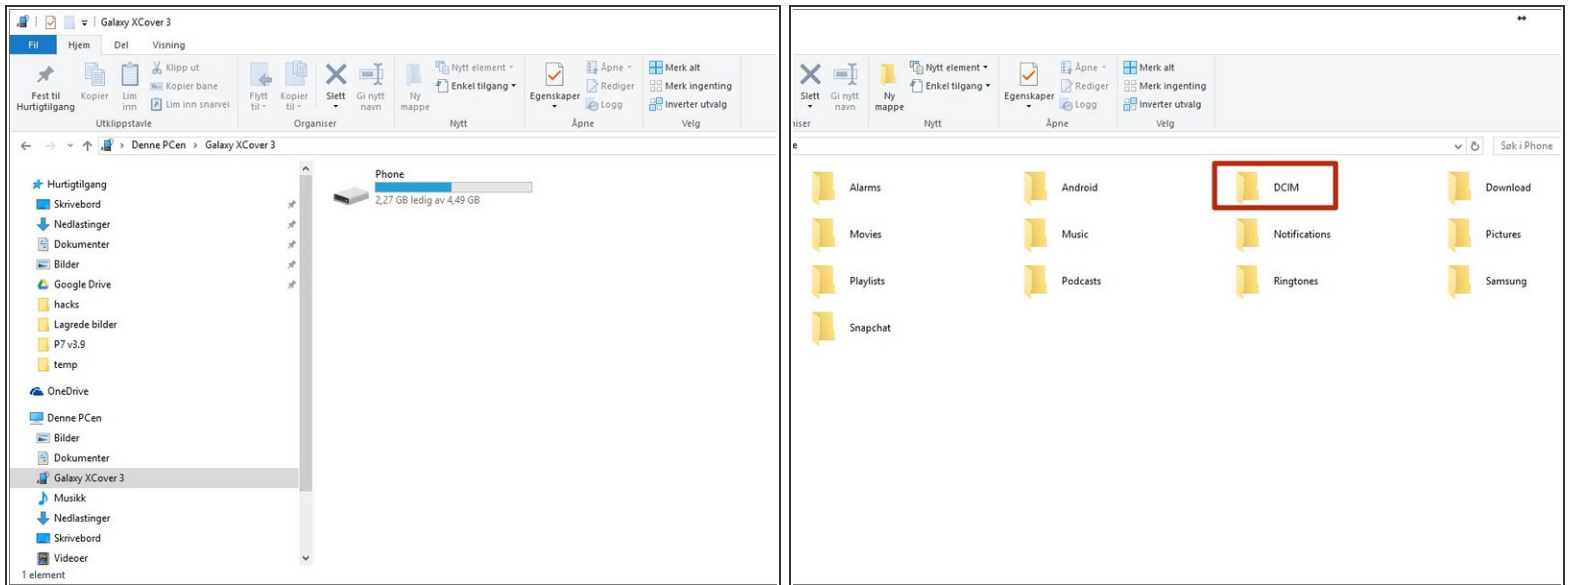 Galaxy XCover 3
Fil Hjem Del Visning
Fest til Hurtigtilgang
Kopier
Lim inn
Klipp ut
Kopier bane
Lim inn snarvei
Utklippstavle
Flytt til
Kopier til
Slett
Gi nytt navn
Organiser
Ny mappe
Nytt element
Enkel tilgang
Nytt
Egenskaper
Åpne
Rediger
Logg
Åpne
Merk alt
Merk ingenting
Inverter utvalg
Velg
Denne PCen > Galaxy XCover 3
Hurtigtilgang
Skrivebord
Nedlastinger
Dokumenter
Bilder
Google Drive
hacks
Lagrede bilder
P7 v3.9
temp
OneDrive
Denne PCen
Bilder
Dokumenter
Galaxy XCover 3
Musikk
Nedlastinger
Skrivebord
Videoer
1 element
Phone
2,27 GB ledig av 4,49 GB
Slett
Gi nytt navn
niser
Ny mappe
Nytt element
Enkel tilgang
Nytt
Egenskaper
Åpne
Rediger
Logg
Åpne
Merk alt
Merk ingenting
Inverter utvalg
Velg
e
Søk i Phone
Alarms Android DCIM Download
Movies Music Notifications Pictures
Playlists Podcasts Ringtones Samsung
Snapchat